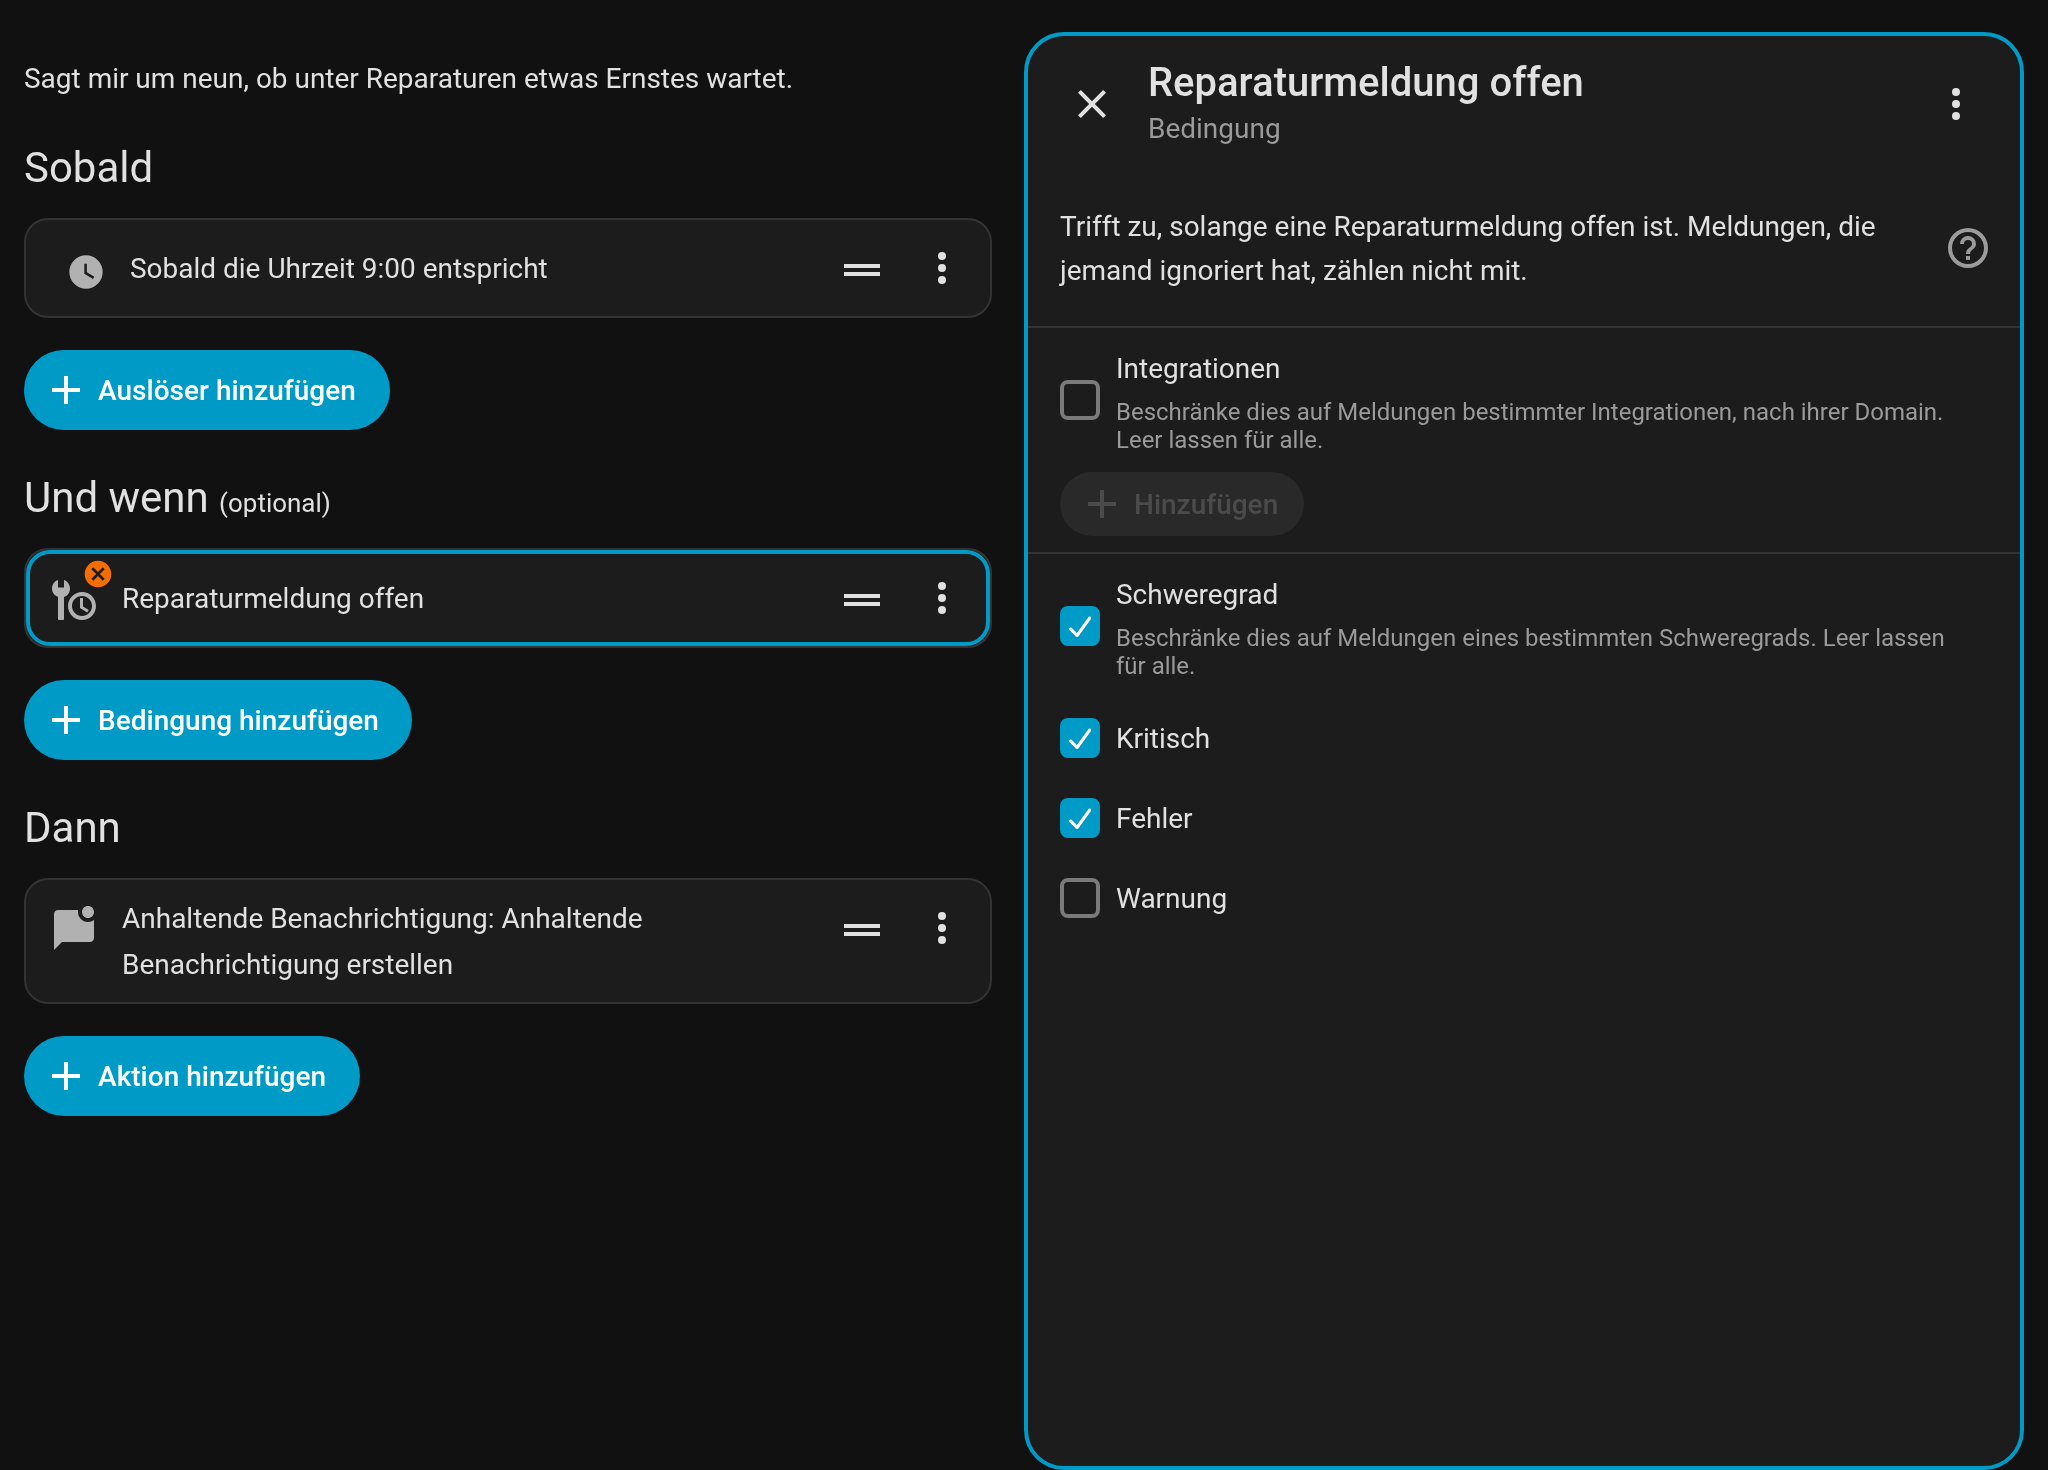 Sagt mir um neun, ob unter Reparaturen etwas Ernstes wartet.
Sobald
Sobald die Uhrzeit 9:00 entspricht
Auslöser hinzufügen
Und wenn (optional)
Reparaturmeldung offen
Bedingung hinzufügen
Dann
Anhaltende Benachrichtigung: Anhaltende
Benachrichtigung erstellen
Aktion hinzufügen
Reparaturmeldung offen
Bedingung
Trifft zu, solange eine Reparaturmeldung offen ist. Meldungen, die
jemand ignoriert hat, zählen nicht mit.
Integrationen
Beschränke dies auf Meldungen bestimmter Integrationen, nach ihrer Domain.
Leer lassen für alle.
Hinzufügen
Schweregrad
Beschränke dies auf Meldungen eines bestimmten Schweregrads. Leer lassen
für alle.
Kritisch
Fehler
Warnung